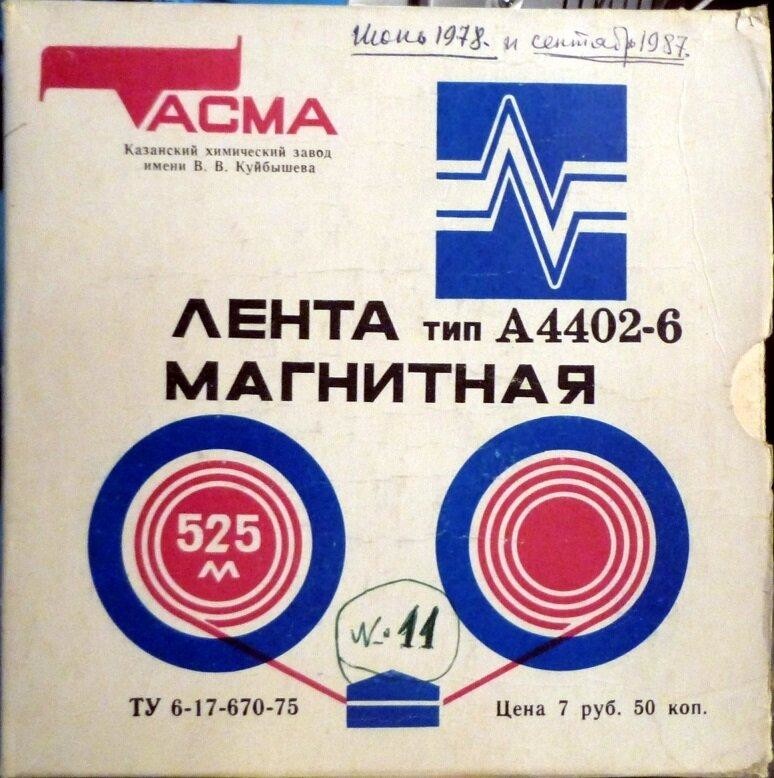 Июнь 1978. и сентябрь 1987.
ТАСМА
Казанский химический завод
имени В. В. Куйбышева
ЛЕНТА тип А4402-6
МАГНИТНАЯ
525
м
№ 11
ТУ 6-17-670-75
Цена 7 руб. 50 коп.